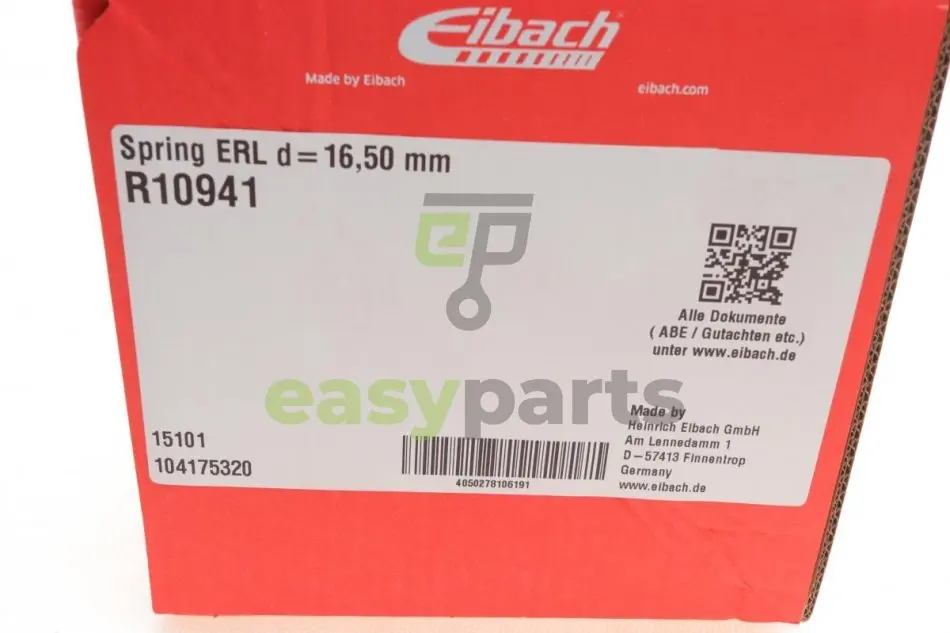 Eibach
Made by Eibach
eibach.com
Spring ERL d=16,50 mm
R10941
ep
Alle Dokumente
( ABE / Gutachten etc.)
unter www.eibach.de
easyparts
15101
104175320
4050278106191
Made by
Heinrich Eibach GmbH
Am Lennedamm 1
D-57413 Finnentrop
Germany
www.eibach.de